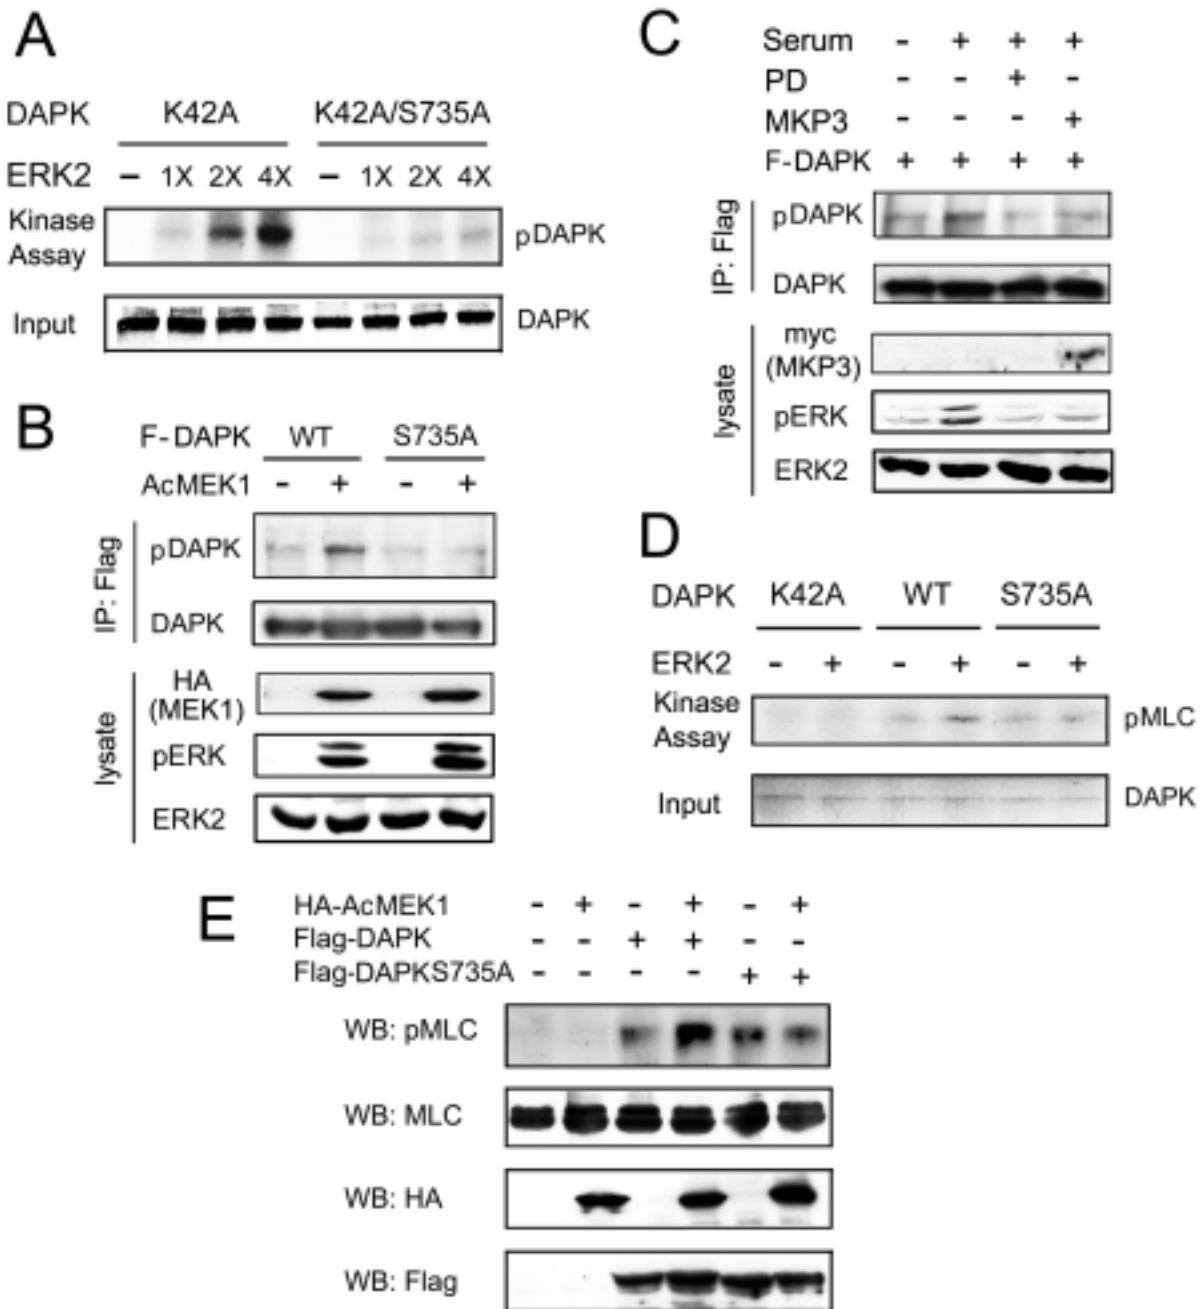 A
DAPK K42A K42A/S735A
ERK2 – 1X 2X 4X – 1X 2X 4X
Kinase
Assay
pDAPK
Input DAPK
B
F-DAPK WT S735A
AcMEK1 - + - +
IP: Flag
pDAPK
DAPK
lysate
HA
(MEK1)
pERK
ERK2
C
Serum - + + +
PD - - + -
MKP3 - - - +
F-DAPK + + + +
IP: Flag
pDAPK
DAPK
lysate
myc
(MKP3)
pERK
ERK2
D
DAPK K42A WT S735A
ERK2 - + - + - +
Kinase
Assay
pMLC
Input DAPK
E
HA-AcMEK1 - + - + - +
Flag-DAPK - - + + - -
Flag-DAPKS735A - - - - + +
WB: pMLC
WB: MLC
WB: HA
WB: Flag